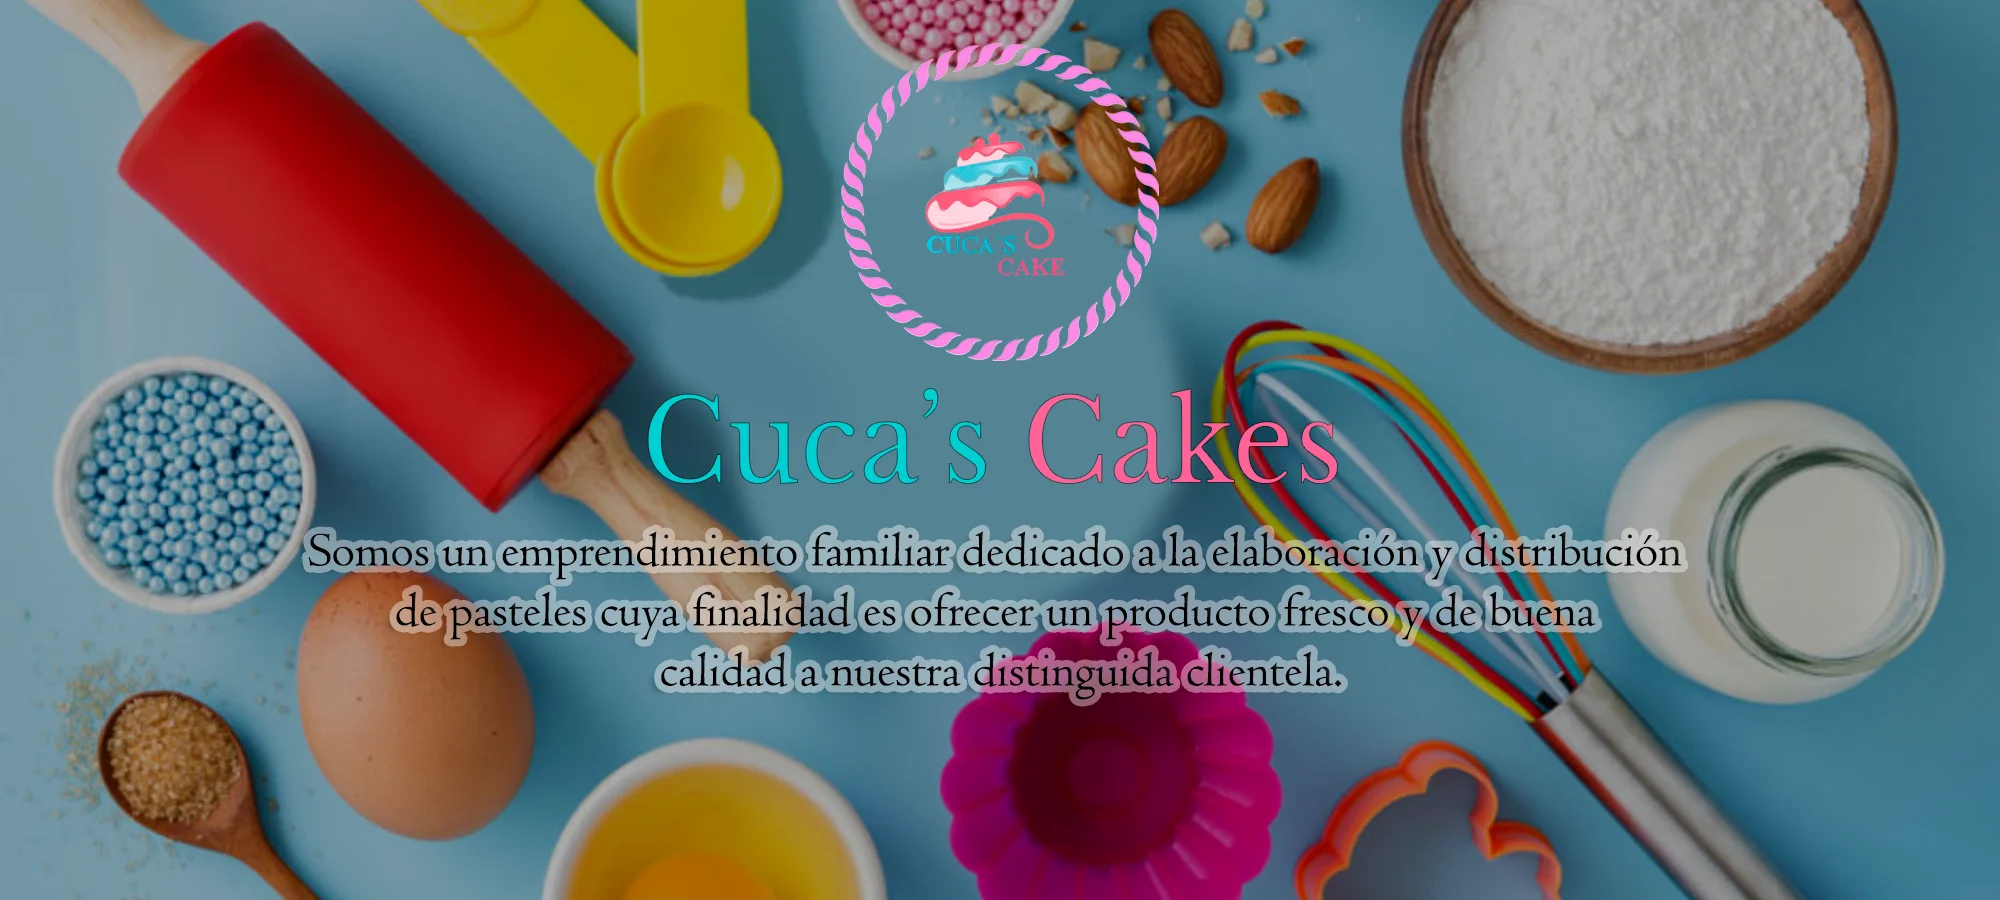 CUCA'S
CAKE
Cuca’s Cakes
Somos un emprendimiento familiar dedicado a la elaboración y distribución
de pasteles cuya finalidad es ofrecer un producto fresco y de buena
calidad a nuestra distinguida clientela.